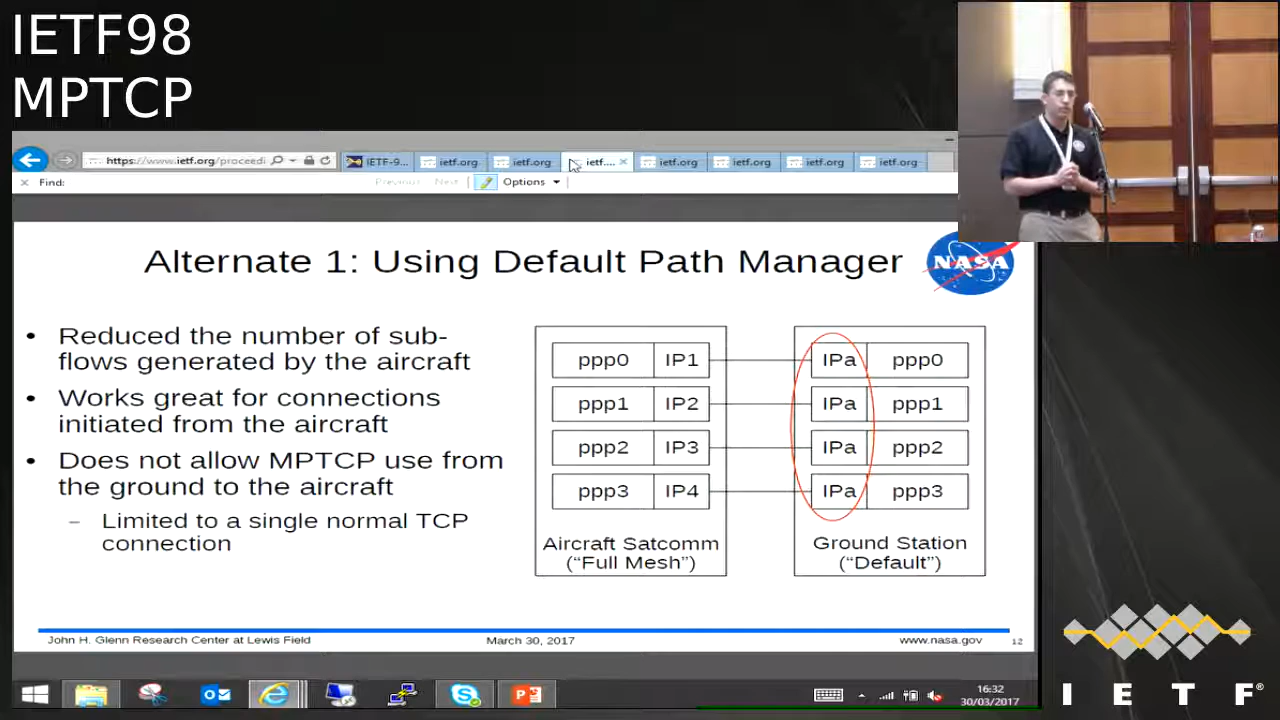 IETF98
MPTCP
https://www.ietf.org/proceedi
IETF-9...
ietf.org
ietf.org
ietf....
ietf.org
ietf.org
ietf.org
ietf.org
Find:
Previous
Next
Options
Alternate 1: Using Default Path Manager
NASA
• Reduced the number of sub-
flows generated by the aircraft
• Works great for connections
initiated from the aircraft
• Does not allow MPTCP use from
the ground to the aircraft
– Limited to a single normal TCP
connection
ppp0 IP1
ppp1 IP2
ppp2 IP3
ppp3 IP4
Aircraft Satcomm
(“Full Mesh”)
IPa ppp0
IPa ppp1
IPa ppp2
IPa ppp3
Ground Station
(“Default”)
John H. Glenn Research Center at Lewis Field
March 30, 2017
www.nasa.gov
12
16:32
30/03/2017
I E T F®